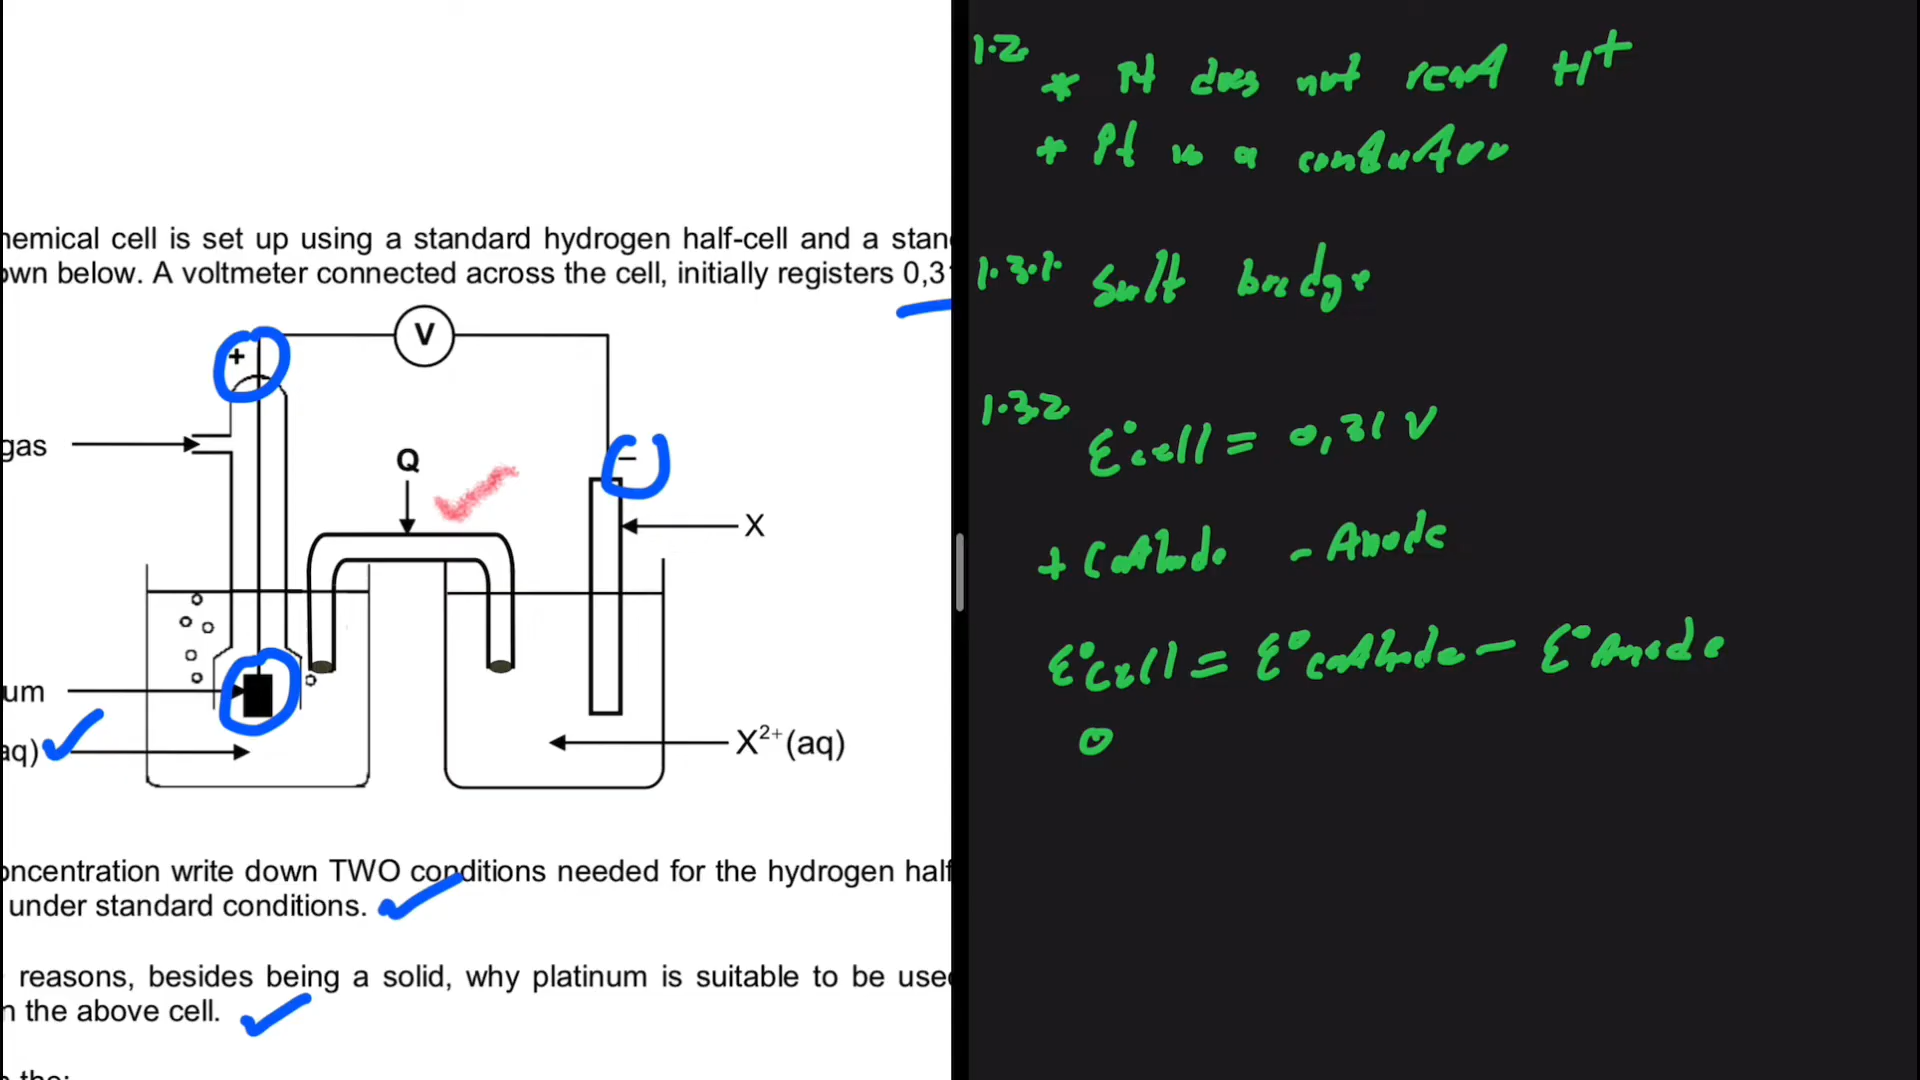 hemical cell is set up using a standard hydrogen half-cell and a stan
own below. A voltmeter connected across the cell, initially registers 0,31
+
V
gas
Q
−
X
um
aq)
X²⁺(aq)
oncentration write down TWO conditions needed for the hydrogen half
under standard conditions.
reasons, besides being a solid, why platinum is suitable to be use
n the above cell.
the:
1.2
* Pt does not react H⁺
* Pt is a conductor
1.3.1. Salt bridge
1.3.2
E°cell = 0,31 V
+ Cathode - Anode
E°cell = E°cathode - E°Anode
0